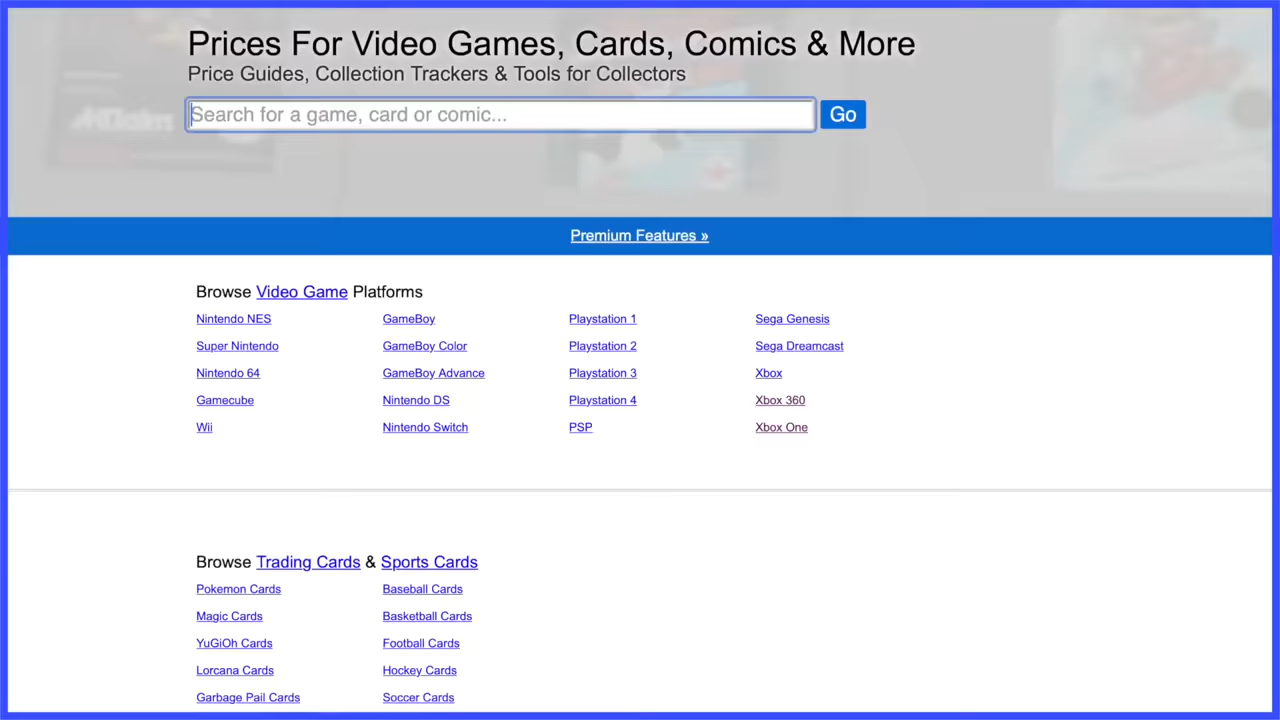 Prices For Video Games, Cards, Comics & More
Price Guides, Collection Trackers & Tools for Collectors
Search for a game, card or comic...
Go
Premium Features »
Browse Video Game Platforms
Nintendo NES
Super Nintendo
Nintendo 64
Gamecube
Wii
GameBoy
GameBoy Color
GameBoy Advance
Nintendo DS
Nintendo Switch
Playstation 1
Playstation 2
Playstation 3
Playstation 4
PSP
Sega Genesis
Sega Dreamcast
Xbox
Xbox 360
Xbox One
Browse Trading Cards & Sports Cards
Pokemon Cards
Magic Cards
YuGiOh Cards
Lorcana Cards
Garbage Pail Cards
Baseball Cards
Basketball Cards
Football Cards
Hockey Cards
Soccer Cards